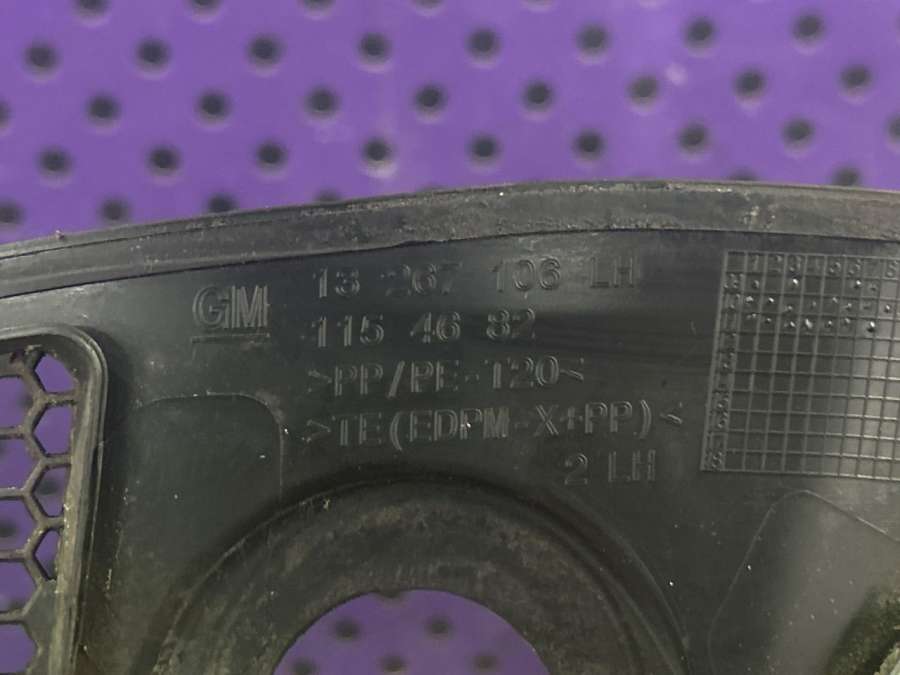 GM 13 267 106 LH
115 46 82
>PP/PE-T20<
>TE(EDPM-X+PP)<
2 LH